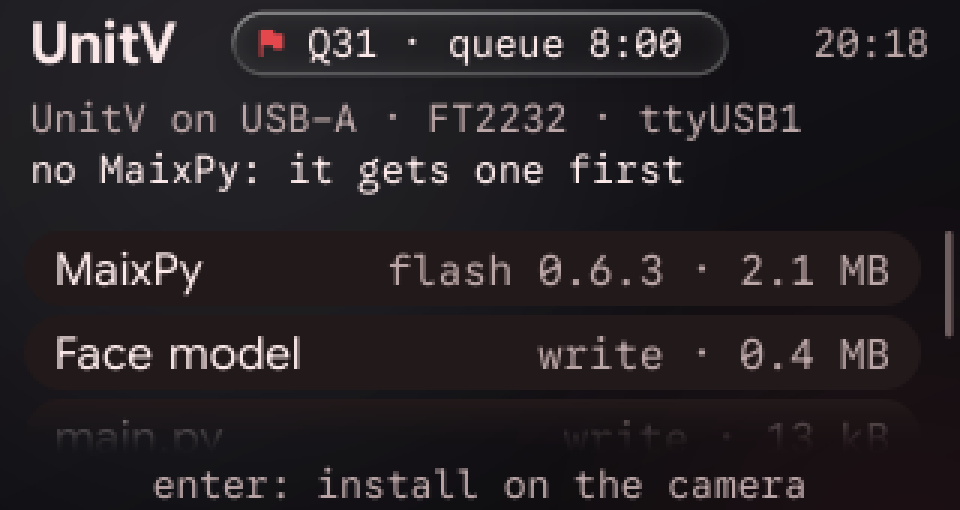 UnitV
Q31 · queue 8:00
20:18
UnitV on USB-A · FT2232 · ttyUSB1
no MaixPy: it gets one first
MaixPy flash 0.6.3 · 2.1 MB
Face model write · 0.4 MB
main.py write · 13 kB
enter: install on the camera